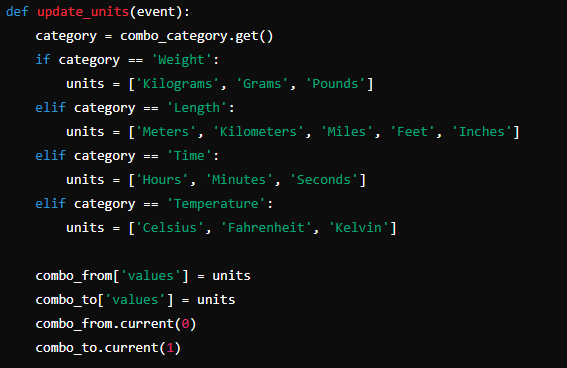 def update_units(event):
    category = combo_category.get()
    if category == 'Weight':
        units = ['Kilograms', 'Grams', 'Pounds']
    elif category == 'Length':
        units = ['Meters', 'Kilometers', 'Miles', 'Feet', 'Inches']
    elif category == 'Time':
        units = ['Hours', 'Minutes', 'Seconds']
    elif category == 'Temperature':
        units = ['Celsius', 'Fahrenheit', 'Kelvin']

    combo_from['values'] = units
    combo_to['values'] = units
    combo_from.current(0)
    combo_to.current(1)